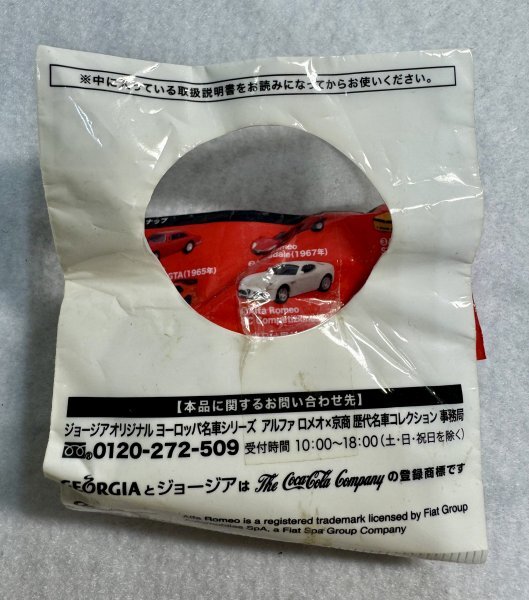 ※中に入っている取扱説明書をお読みになってからお使いください。
ナップ
GTA(1965年)
dale(1967年)
Alfa Romeo
【本品に関するお問い合わせ先】
ジョージアオリジナル ヨーロッパ名車シリーズ アルファ ロメオ×京商 歴代名車コレクション 事務局
0120-272-509 受付時間 10:00〜18:00(土・日・祝日を除く)
GEORGIAとジョージアは The Coca-Cola Company の登録商標です
Alfa Romeo is a registered trademark licensed by Fiat Group
SpA, a Fiat Spa Group Company